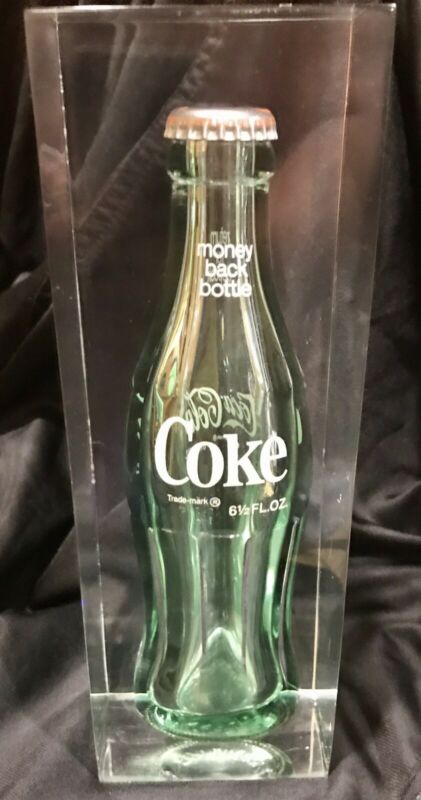 money
back
bottle
Coca-Cola
Coke
Trade-mark ®
6½ FL.OZ.